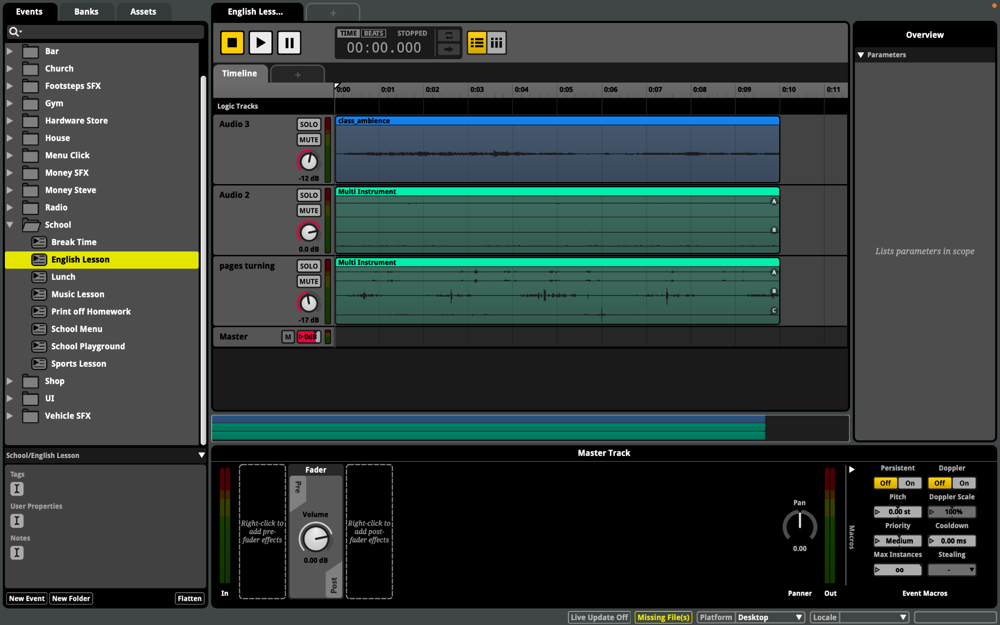 Events
Banks
Assets
Bar
Church
Footsteps SFX
Gym
Hardware Store
House
Menu Click
Money SFX
Money Steve
Radio
School
Break Time
English Lesson
Lunch
Music Lesson
Print off Homework
School Menu
School Playground
Sports Lesson
Shop
UI
Vehicle SFX
School/English Lesson
Tags
User Properties
Notes
New Event
New Folder
Flatten
English Less...
+
TIME BEATS STOPPED
00:00.000
Timeline
+
0:00 0:01 0:02 0:03 0:04 0:05 0:06 0:07 0:08 0:09 0:10 0:11
Logic Tracks
Audio 3
SOLO
MUTE
-12 dB
class_ambience
Audio 2
SOLO
MUTE
0.0 dB
Multi Instrument
A
B
pages turning
SOLO
MUTE
-17 dB
Multi Instrument
A
B
C
Master
M
0dB
Overview
Parameters
Lists parameters in scope
Master Track
In
Right-click to
add pre-
fader effects
Fader
Pre
Volume
0.00 dB
Post
Right-click to
add post-
fader effects
Pan
0.00
Panner
Out
Macros
Persistent
Off On
Doppler
Off On
Pitch
0.00 st
Doppler Scale
100%
Priority
Medium
Cooldown
0.00 ms
Max Instances
oo
Stealing
-
Event Macros
Live Update Off
Missing File(s)
Platform Desktop
Locale